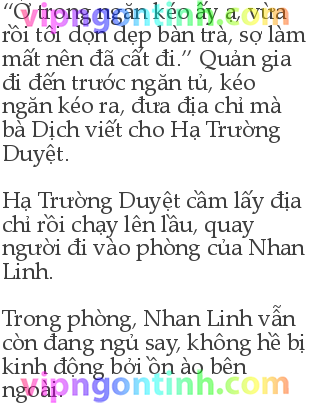 “Ở trong ngăn kéo ấy ạ, vừa
rồi tôi dọn dẹp bàn trà, sợ làm
mất nên đã cất đi.” Quản gia
đi đến trước ngăn tủ, kéo
ngăn kéo ra, đưa địa chỉ mà
bà Dịch viết cho Hạ Trường
Duyệt.
Hạ Trường Duyệt cầm lấy địa
chỉ rồi chạy lên lầu, quay
người đi vào phòng của Nhan
Linh.
Trong phòng, Nhan Linh vẫn
còn đang ngủ say, không hề bị
kinh động bởi ồn ào bên
ngoài.
vipngontinh.com
vipngontinh.com